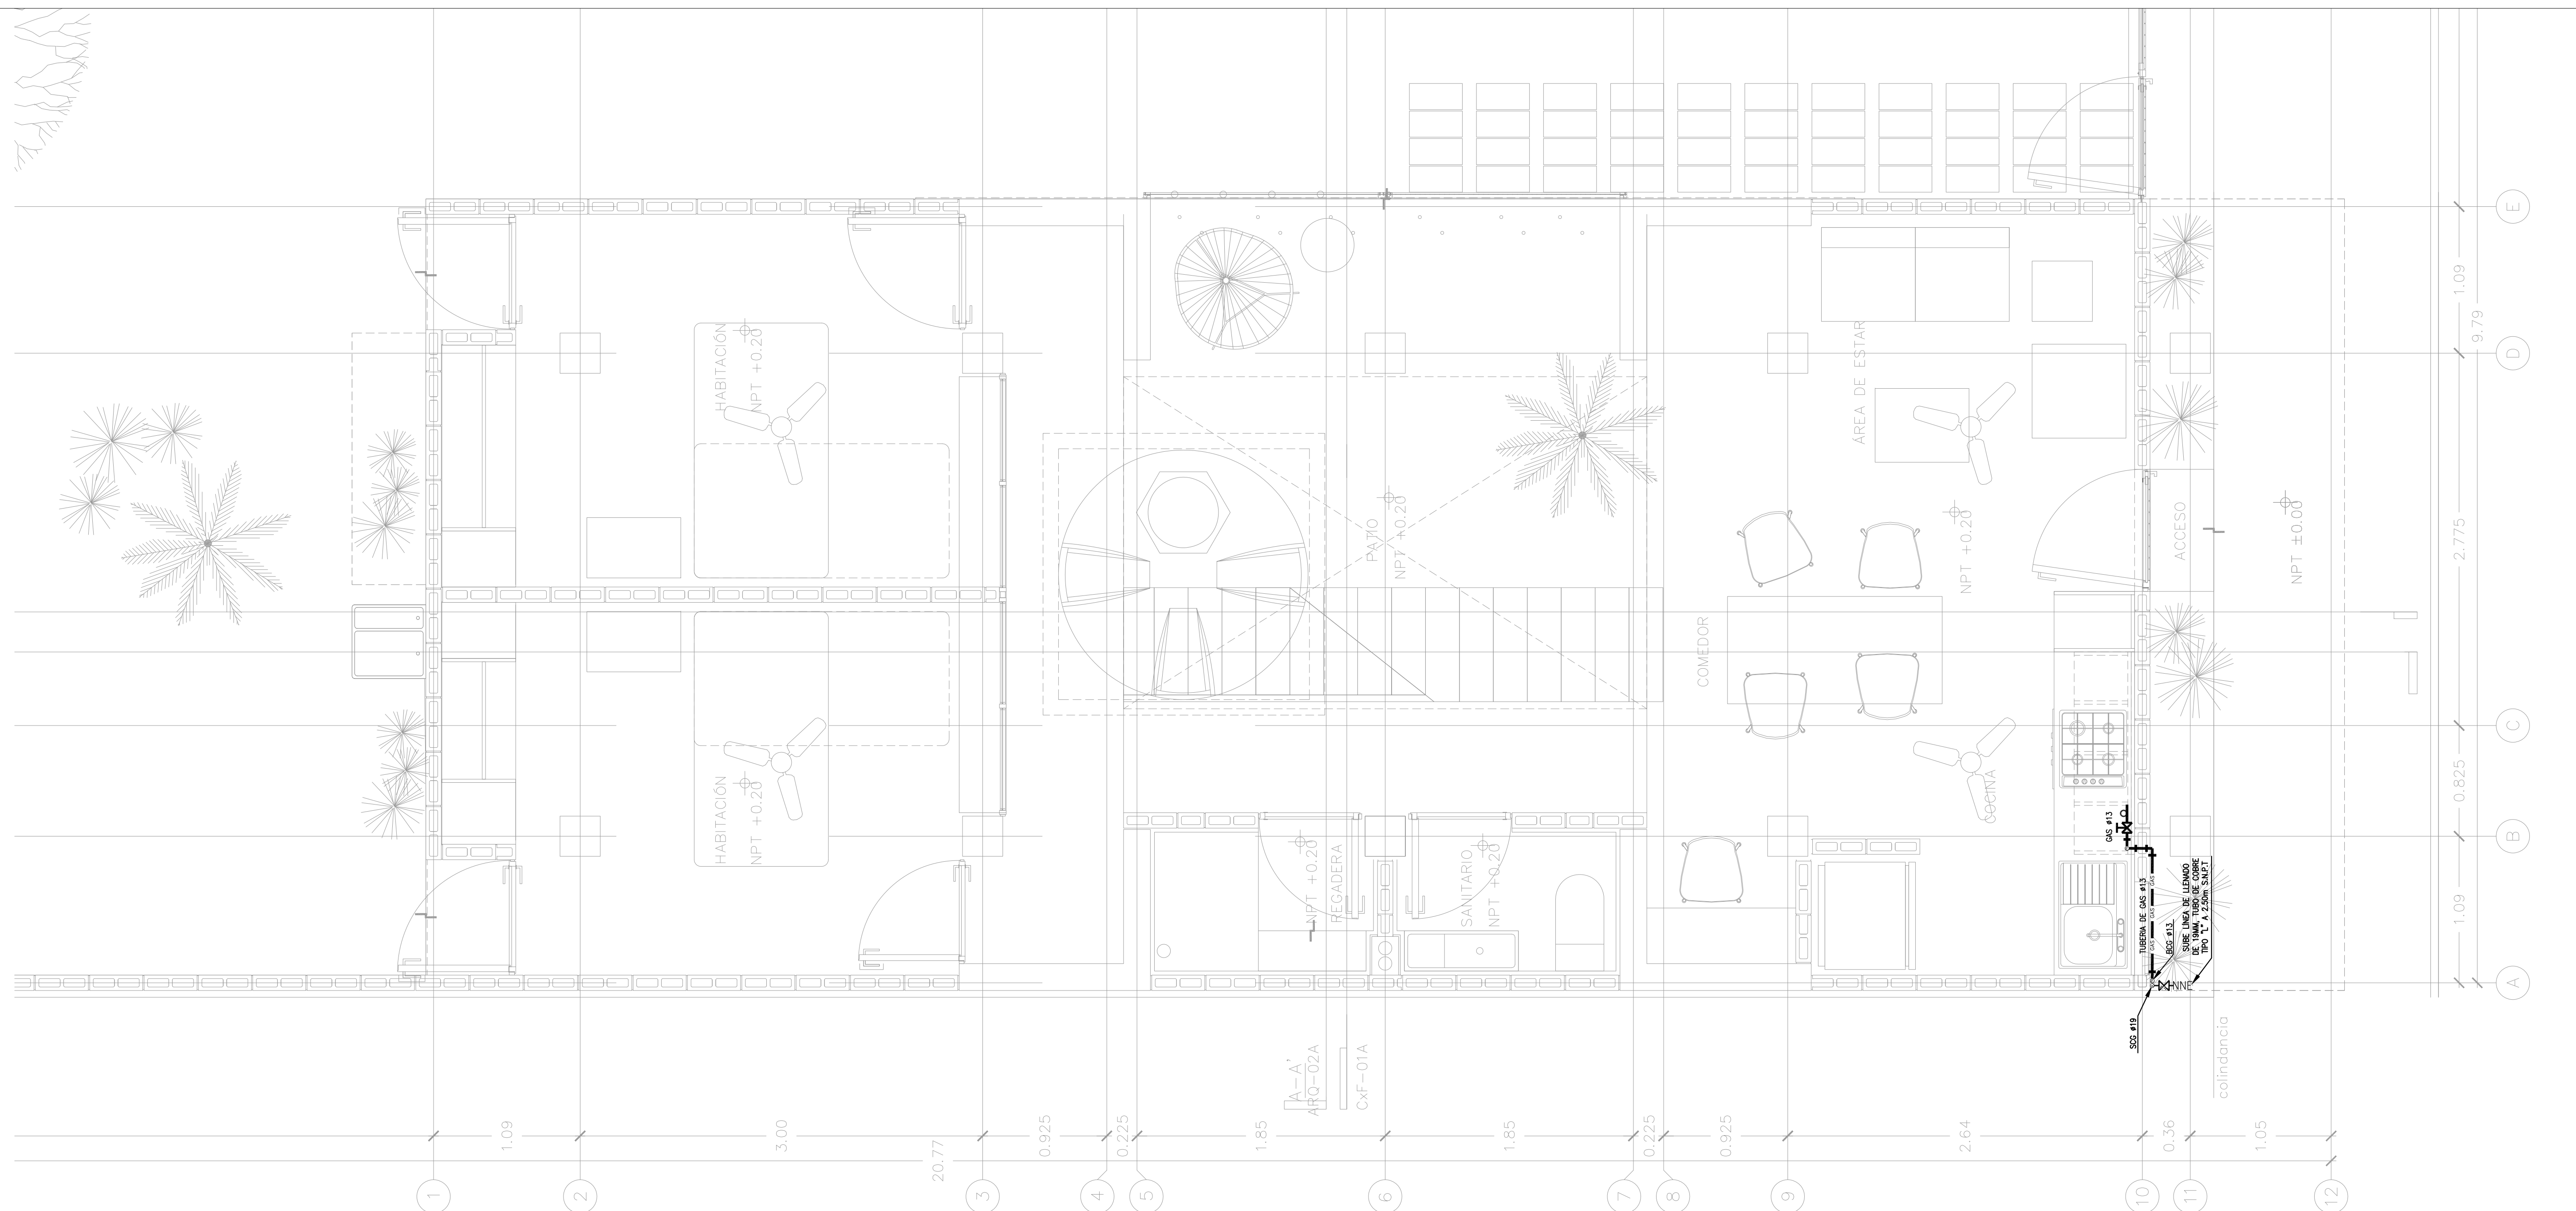 HABITACIÓN
NPT +0.20
HABITACIÓN
NPT +0.20
PATIO
NPT +0.20
REGADERA
NPT +0.20
SANITARIO
NPT +0.20
COMEDOR
ÁREA DE ESTAR
NPT +0.20
COCINA
ACCESO
NPT ±0.00
GAS ø13
TUBERIA DE GAS ø13
GAS
GAS
GAS
BCG ø13
SUBE LINEA DE LLENADO
DE 19MM, TUBO DE COBRE
TIPO "L" A 2.50m S.N.P.T
SCG ø19
NNE
colindancia
A-A'
ARQ-02A
CxF-01A
E
D
C
B
A
1.09
2.775
0.825
1.09
9.79
1.09
3.00
0.925
0.225
1.85
1.85
0.225
0.925
2.64
0.36
1.05
20.77
1
2
3
4
5
6
7
8
9
10
11
12